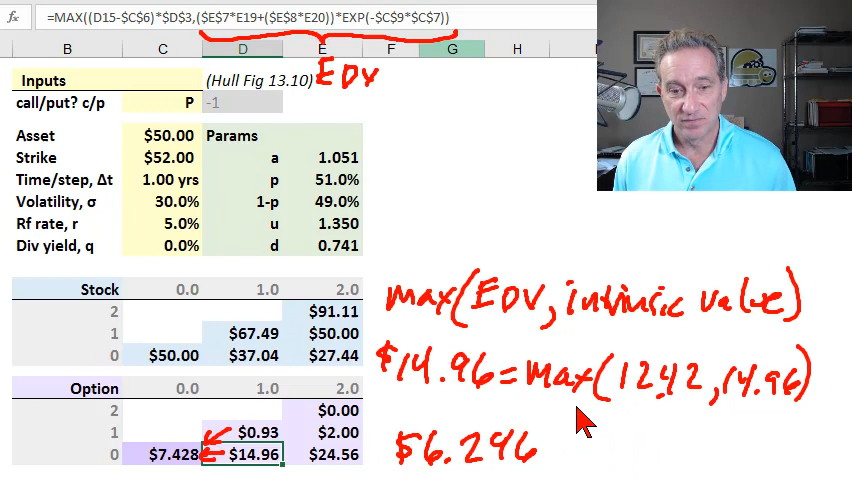 fx =MAX((D15-$C$6)*$D$3,($E$7*E19+($E$8*E20))*EXP(-$C$9*$C$7))
B C D E F G H
Inputs (Hull Fig 13.10) EDV
call/put? c/p P -1
Asset $50.00 Params
Strike $52.00 a 1.051
Time/step, Δt 1.00 yrs p 51.0%
Volatility, σ 30.0% 1-p 49.0%
Rf rate, r 5.0% u 1.350
Div yield, q 0.0% d 0.741
Stock 0.0 1.0 2.0
2 $91.11
1 $67.49 $50.00
0 $50.00 $37.04 $27.44
Option 0.0 1.0 2.0
2 $0.00
1 $0.93 $2.00
0 $7.428 $14.96 $24.56
max(EDV, intrinsic value)
$14.96 = max(12.42, 14.96)
$6.246